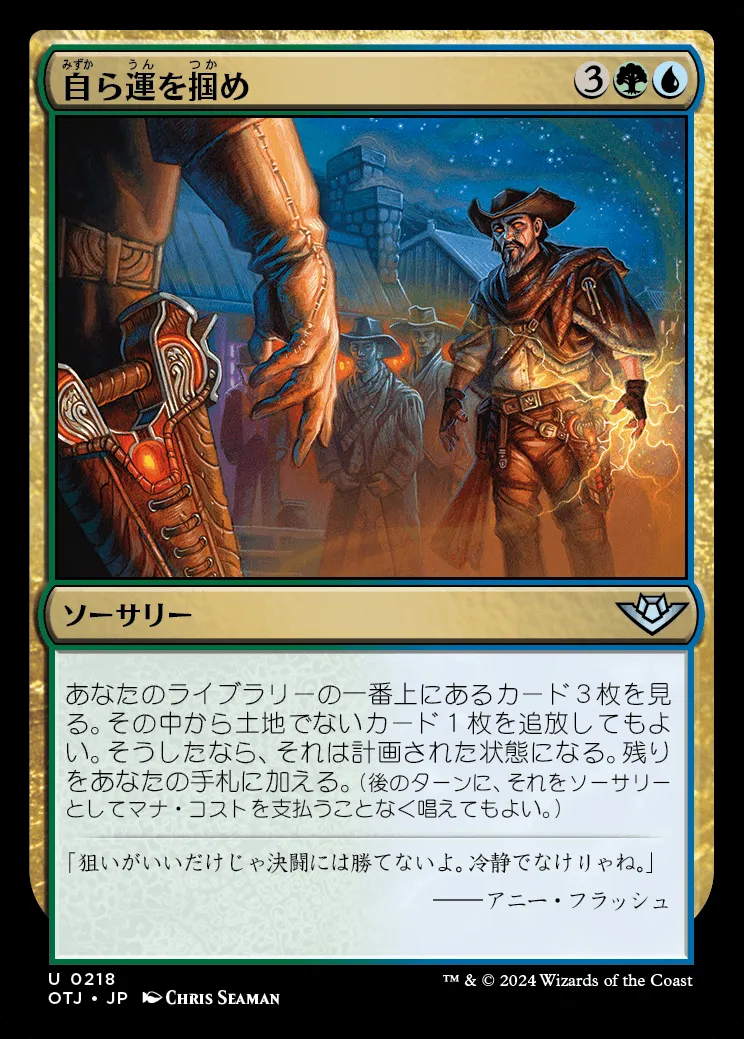 みずか うん つか
自ら運を掴め 3
ソーサリー
あなたのライブラリーの一番上にあるカード３枚を見
る。その中から土地でないカード１枚を追放してもよ
い。そうしたなら、それは計画された状態になる。残り
をあなたの手札に加える。（後のターンに、それをソーサリー
としてマナ・コストを支払うことなく唱えてもよい。）
「狙いがいいだけじゃ決闘には勝てないよ。冷静でなけりゃね。」
――アニー・フラッシュ
U 0218
OTJ • JP CHRIS SEAMAN
™ & © 2024 Wizards of the Coast